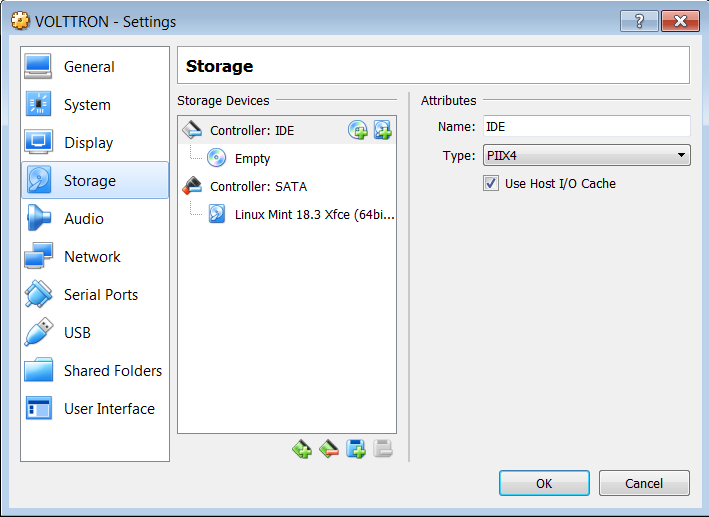 VOLTTRON - Settings
General
System
Display
Storage
Audio
Network
Serial Ports
USB
Shared Folders
User Interface
Storage
Storage Devices
Controller: IDE
Empty
Controller: SATA
Linux Mint 18.3 Xfce (64bi...
Attributes
Name: IDE
Type: PIIX4
Use Host I/O Cache
OK
Cancel